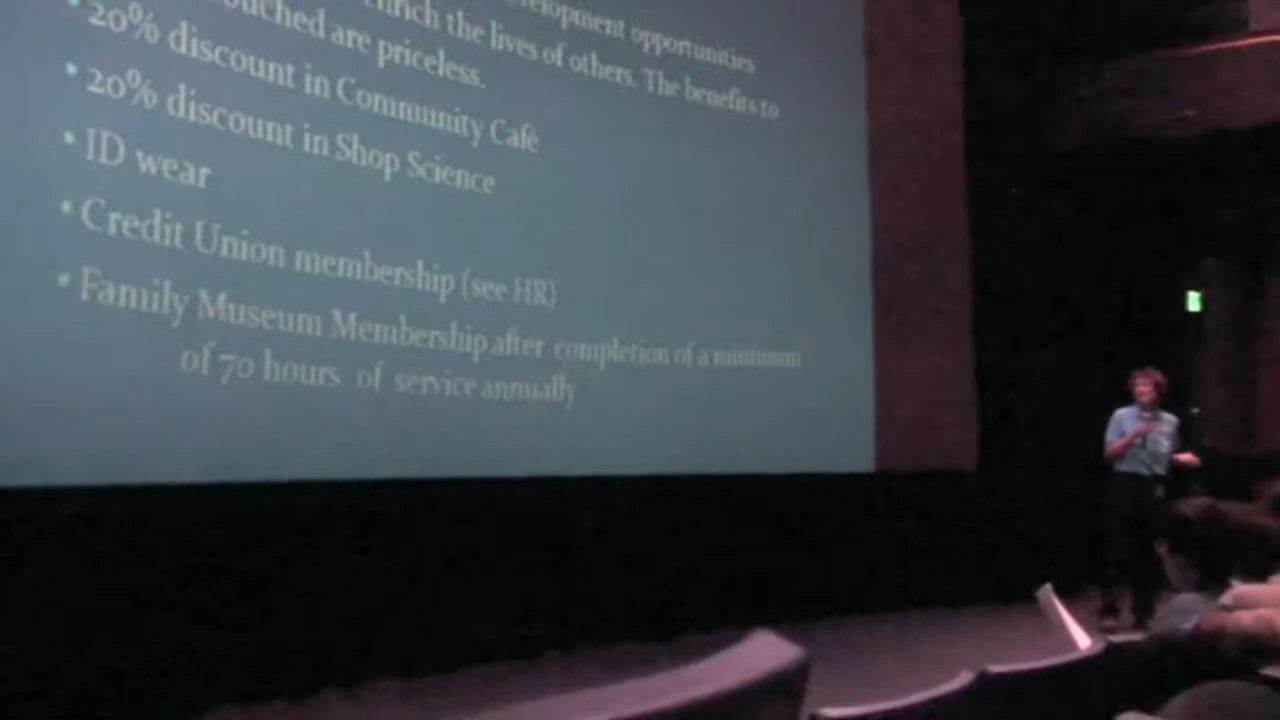 opment opportunities
enrich the lives of others. The benefits to
ouched are priceless.
• 20% discount in Community Café
• 20% discount in Shop Science
• ID wear
• Credit Union membership (see HR)
• Family Museum Membership after completion of a minimum
of 70 hours of service annually